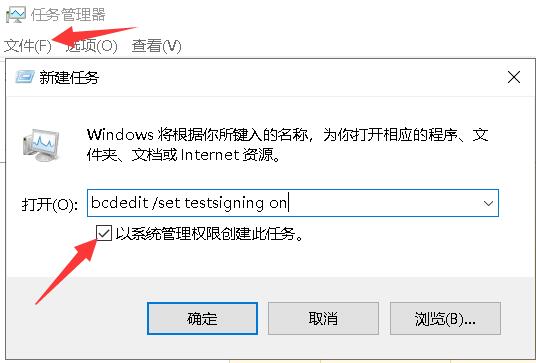 任务管理器
文件(F) 选项(O) 查看(V)
新建任务
Windows 将根据你所键入的名称，为你打开相应的程序、文
件夹、文档或 Internet 资源。
打开(O): bcdedit /set testsigning on
以系统管理权限创建此任务。
确定 取消 浏览(B)...